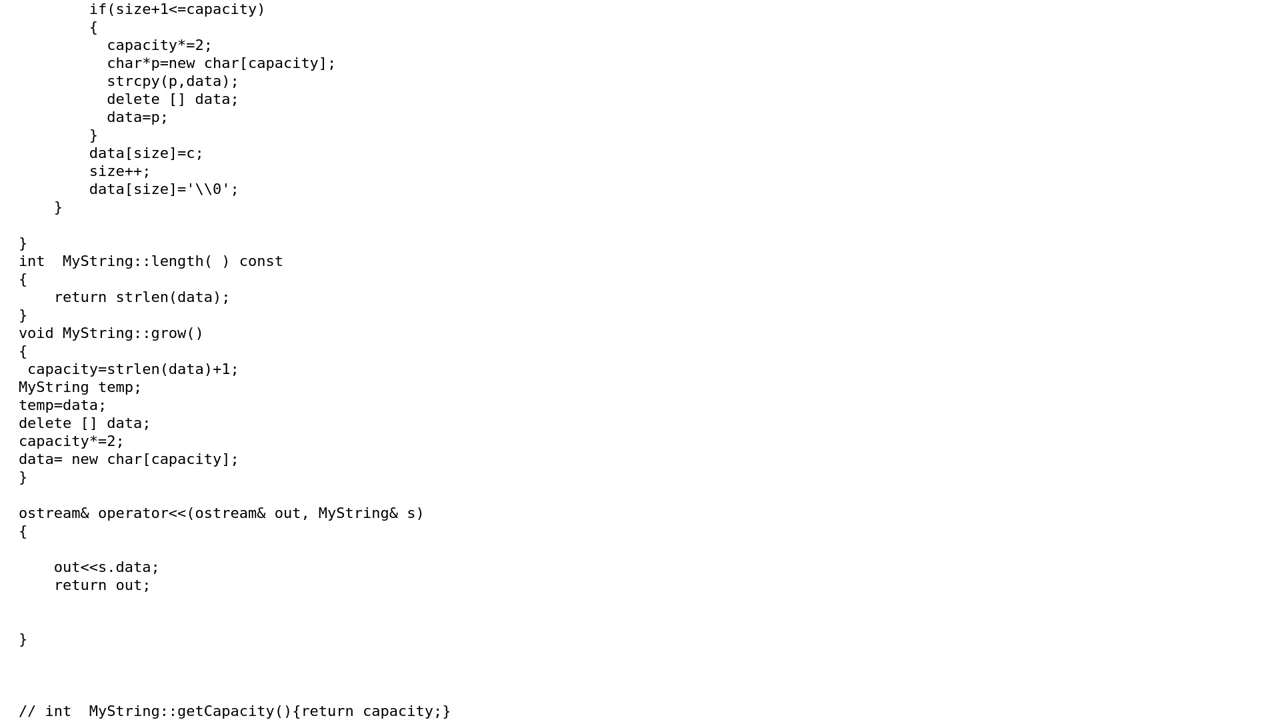 if(size+1<=capacity)
        {
          capacity*=2;
          char*p=new char[capacity];
          strcpy(p,data);
          delete [] data;
          data=p;
        }
        data[size]=c;
        size++;
        data[size]='\\0';
    }

}
int  MyString::length( ) const
{
    return strlen(data);
}
void MyString::grow()
{
 capacity=strlen(data)+1;
MyString temp;
temp=data;
delete [] data;
capacity*=2;
data= new char[capacity];
}

ostream& operator<<(ostream& out, MyString& s)
{

    out<<s.data;
    return out;


}



// int  MyString::getCapacity(){return capacity;}